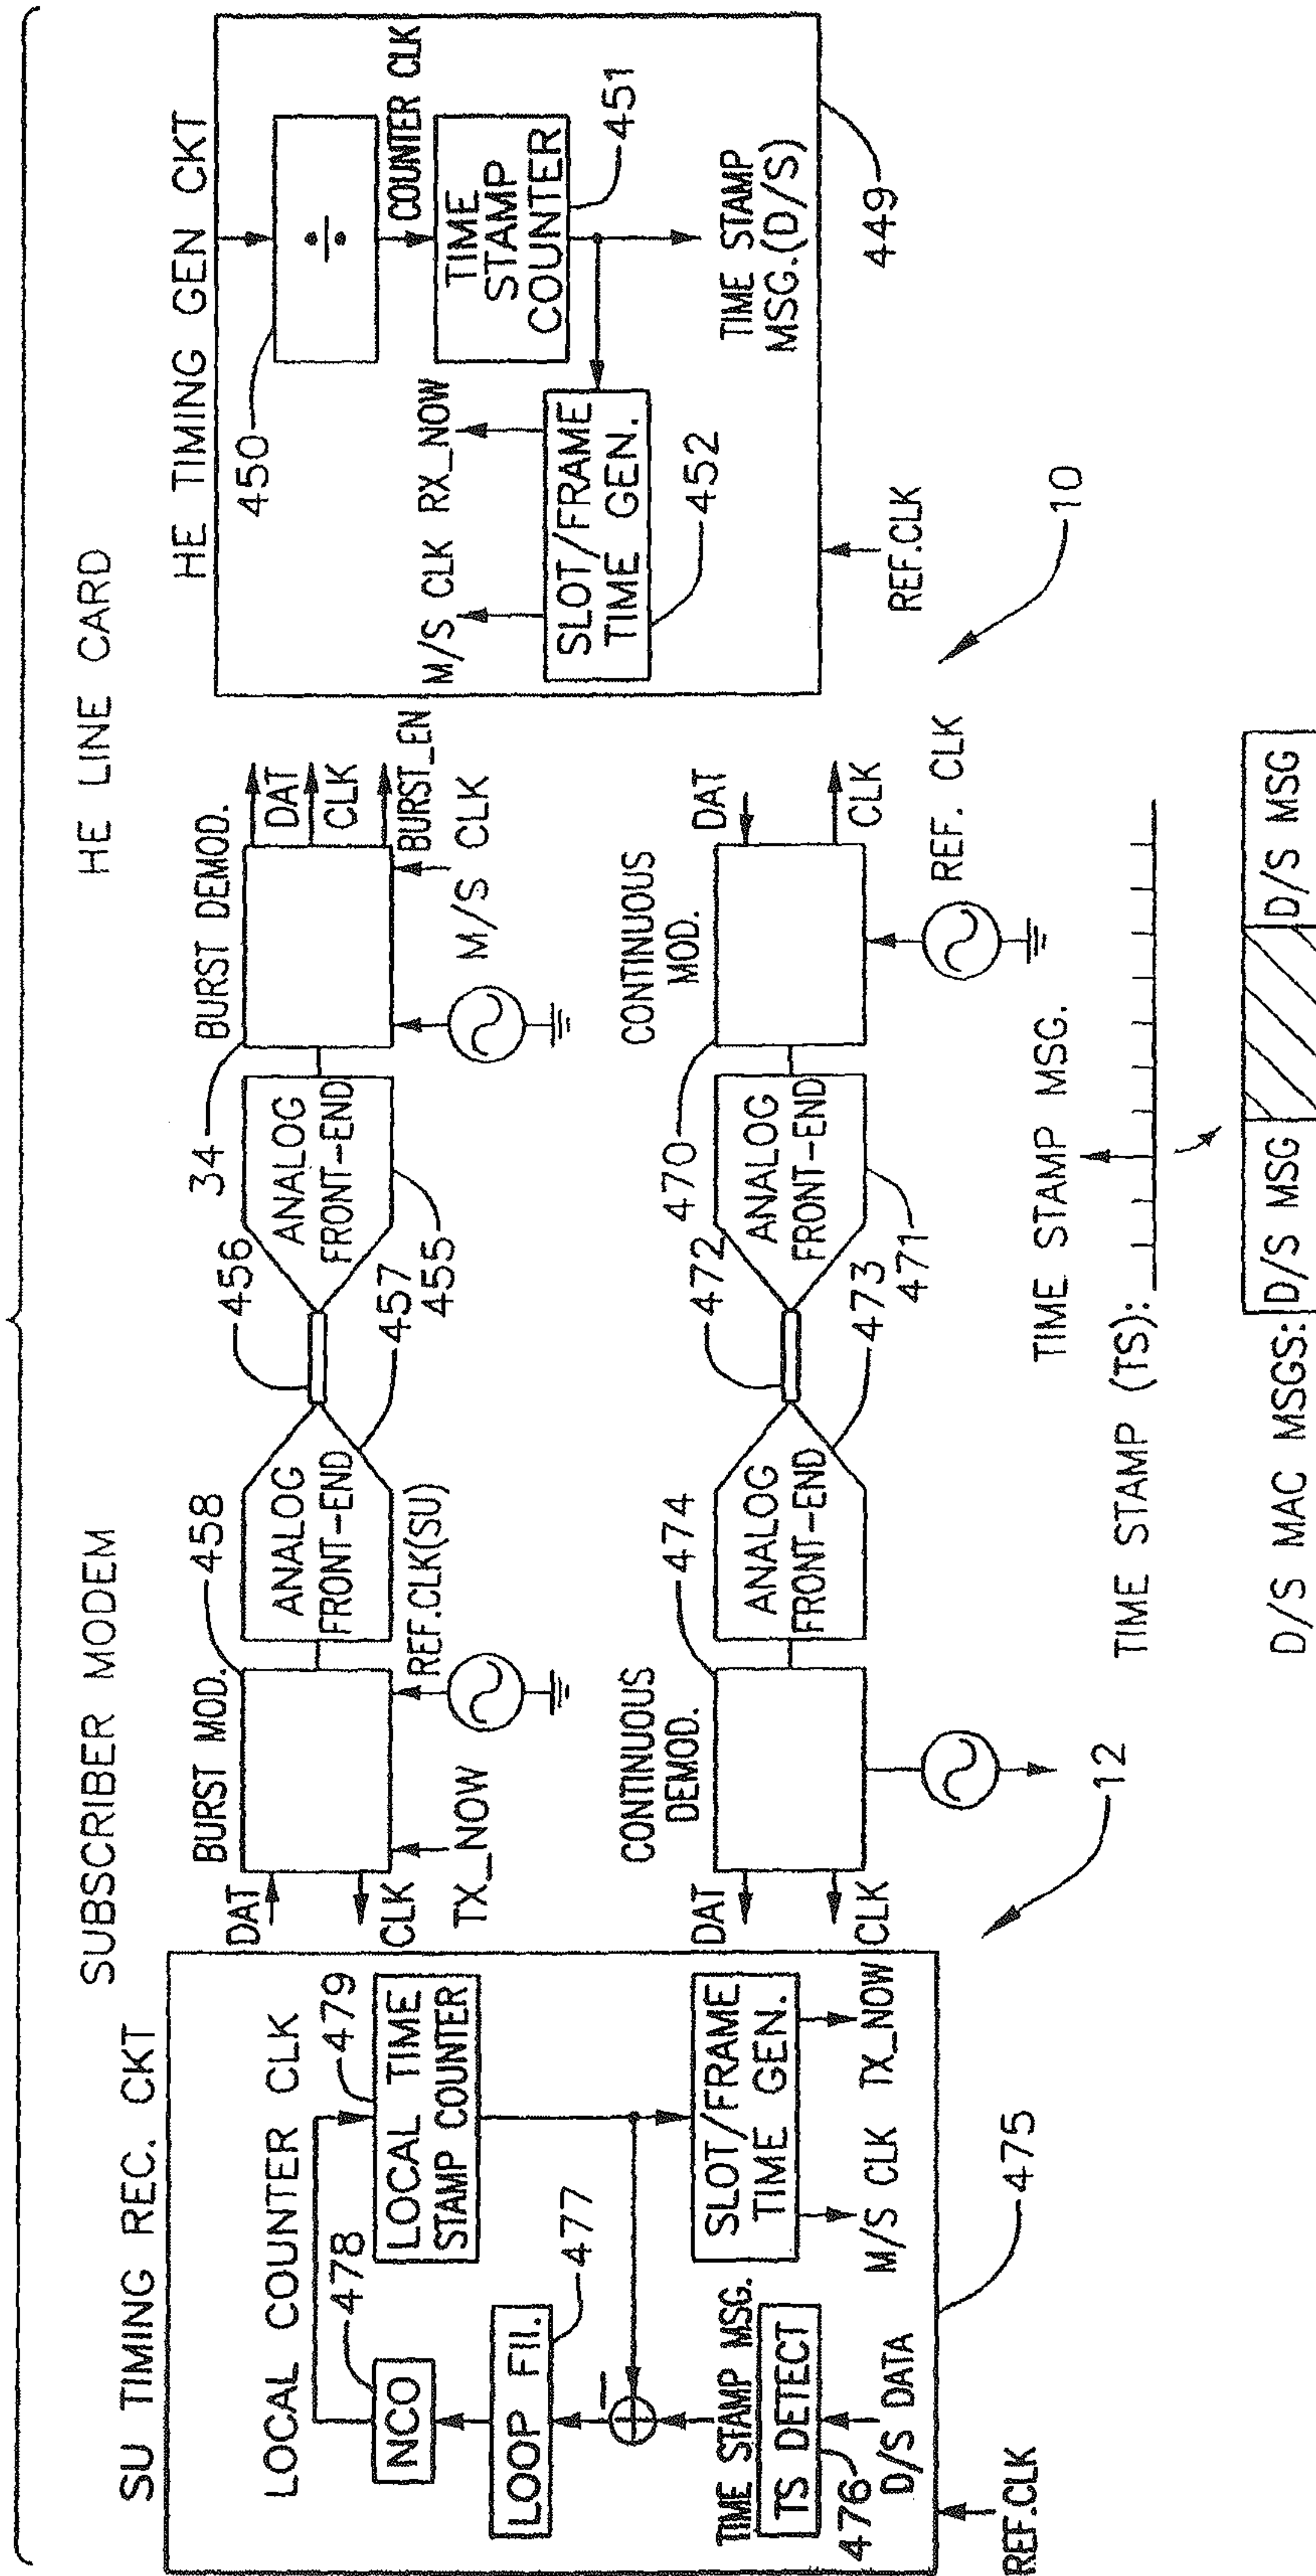 SUBSCRIBER MODEM
HE LINE CARD
SU TIMING REC. CKT
LOCAL COUNTER CLK
478
479
NCO
LOCAL TIME
STAMP COUNTER
LOOP FIL.
477
–
TIME STAMP MSG.
TS DETECT
476
D/S DATA
SLOT/FRAME
TIME GEN.
M/S CLK
TX_NOW
475
REF.CLK
12
BURST MOD.
458
DAT
CLK
TX_NOW
REF.CLK(SU)
ANALOG
FRONT-END
457
456
ANALOG
FRONT-END
455
34
BURST DEMOD.
DAT
CLK
BURST_EN
M/S CLK
CONTINUOUS
DEMOD.
474
DAT
CLK
ANALOG
FRONT-END
473
472
ANALOG
FRONT-END
471
470
CONTINUOUS
MOD.
DAT
CLK
REF. CLK
TIME STAMP MSG.
TIME STAMP (TS):
D/S MAC MSGS:
D/S MSG
D/S MSG
HE TIMING GEN CKT
450
÷
COUNTER CLK
TIME
STAMP
COUNTER
451
M/S CLK
RX_NOW
SLOT/FRAME
TIME GEN.
452
TIME STAMP
MSG.(D/S)
449
REF.CLK
10